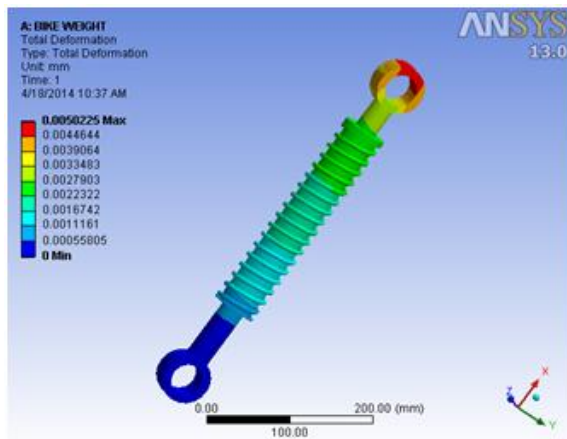 A: BIKE WEIGHT
Total Deformation
Type: Total Deformation
Unit: mm
Time: 1
4/18/2014 10:37 AM
0.0050225 Max
0.0044644
0.0039064
0.0033483
0.0027903
0.0022322
0.0016742
0.0011161
0.00055805
0 Min
ANSYS
13.0
0.00
200.00 (mm)
100.00
X
Y
Z